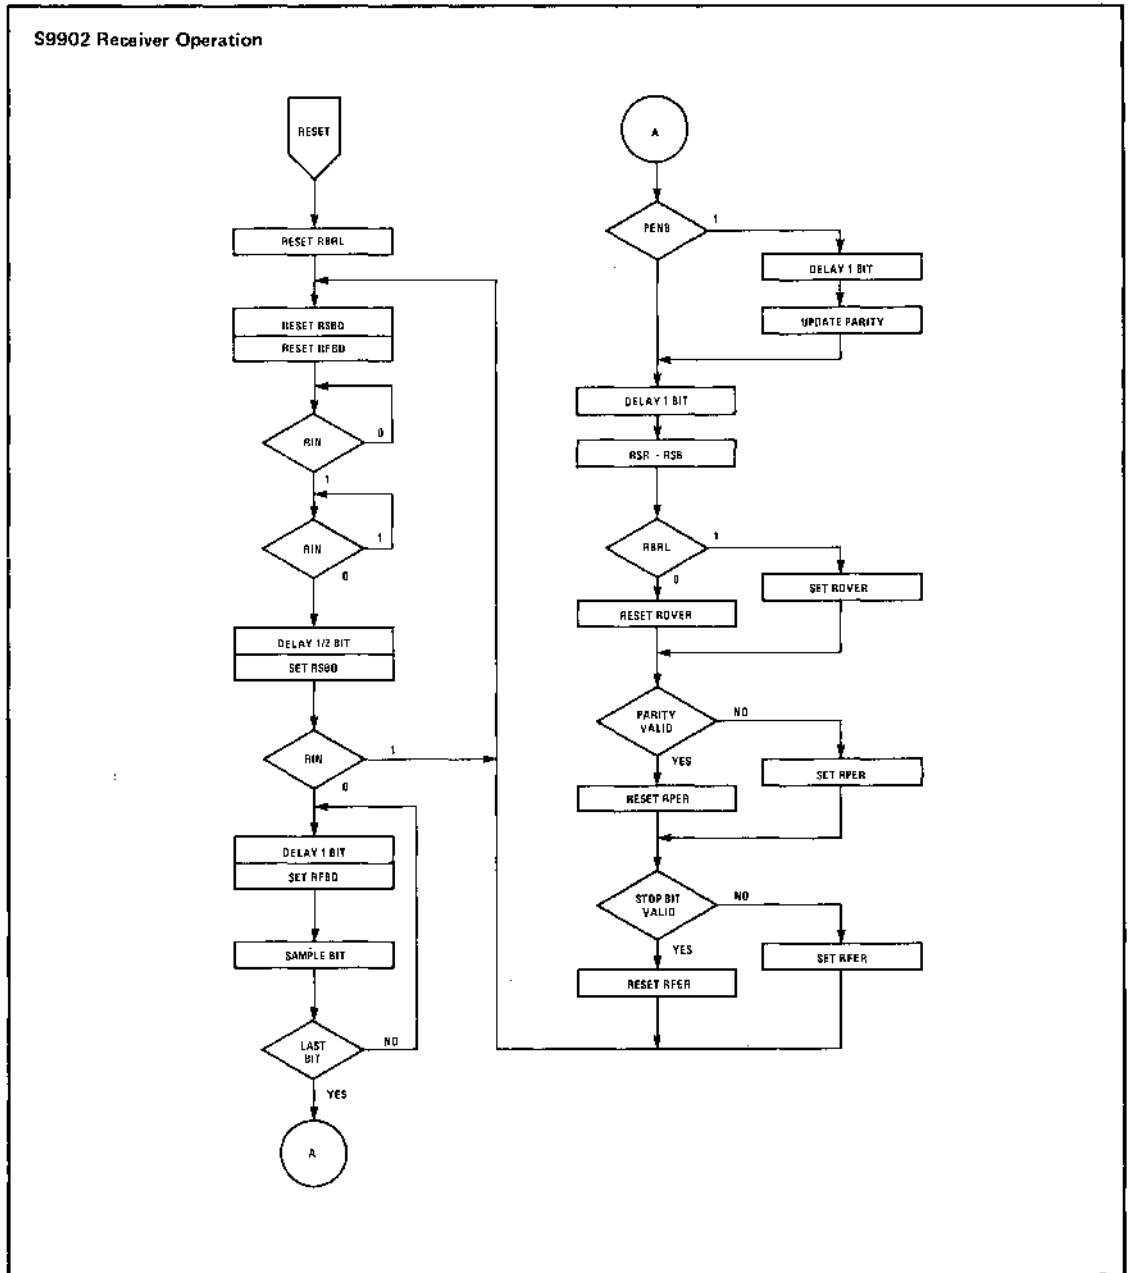 S9902 Receiver Operation
RESET
RESET RBRL
RESET RSBD
RESET RFBD
RIN
0
1
RIN
1
0
DELAY 1/2 BIT
SET RSBD
RIN
1
0
DELAY 1 BIT
SET RFBD
SAMPLE BIT
LAST
BIT
NO
YES
A
A
PENB
1
DELAY 1 BIT
UPDATE PARITY
DELAY 1 BIT
RSR - RSB
RBRL
1
0
SET ROVER
RESET ROVER
PARITY
VALID
NO
YES
SET RPER
RESET RPER
STOP BIT
VALID
NO
YES
SET RFER
RESET RFER